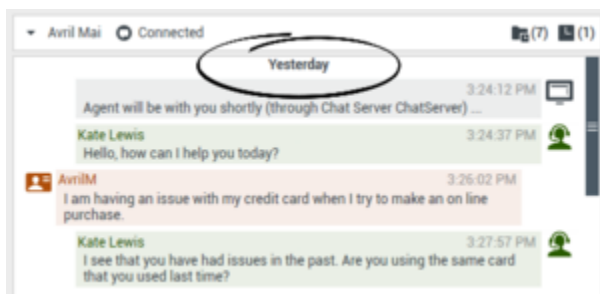 Avril Mai Connected (7) (1)
Yesterday
3:24:12 PM
Agent will be with you shortly (through Chat Server ChatServer) ...
Kate Lewis 3:24:37 PM
Hello, how can I help you today?
AvrilM 3:26:02 PM
I am having an issue with my credit card when I try to make an on line
purchase.
Kate Lewis 3:27:57 PM
I see that you have had issues in the past. Are you using the same card
that you used last time?